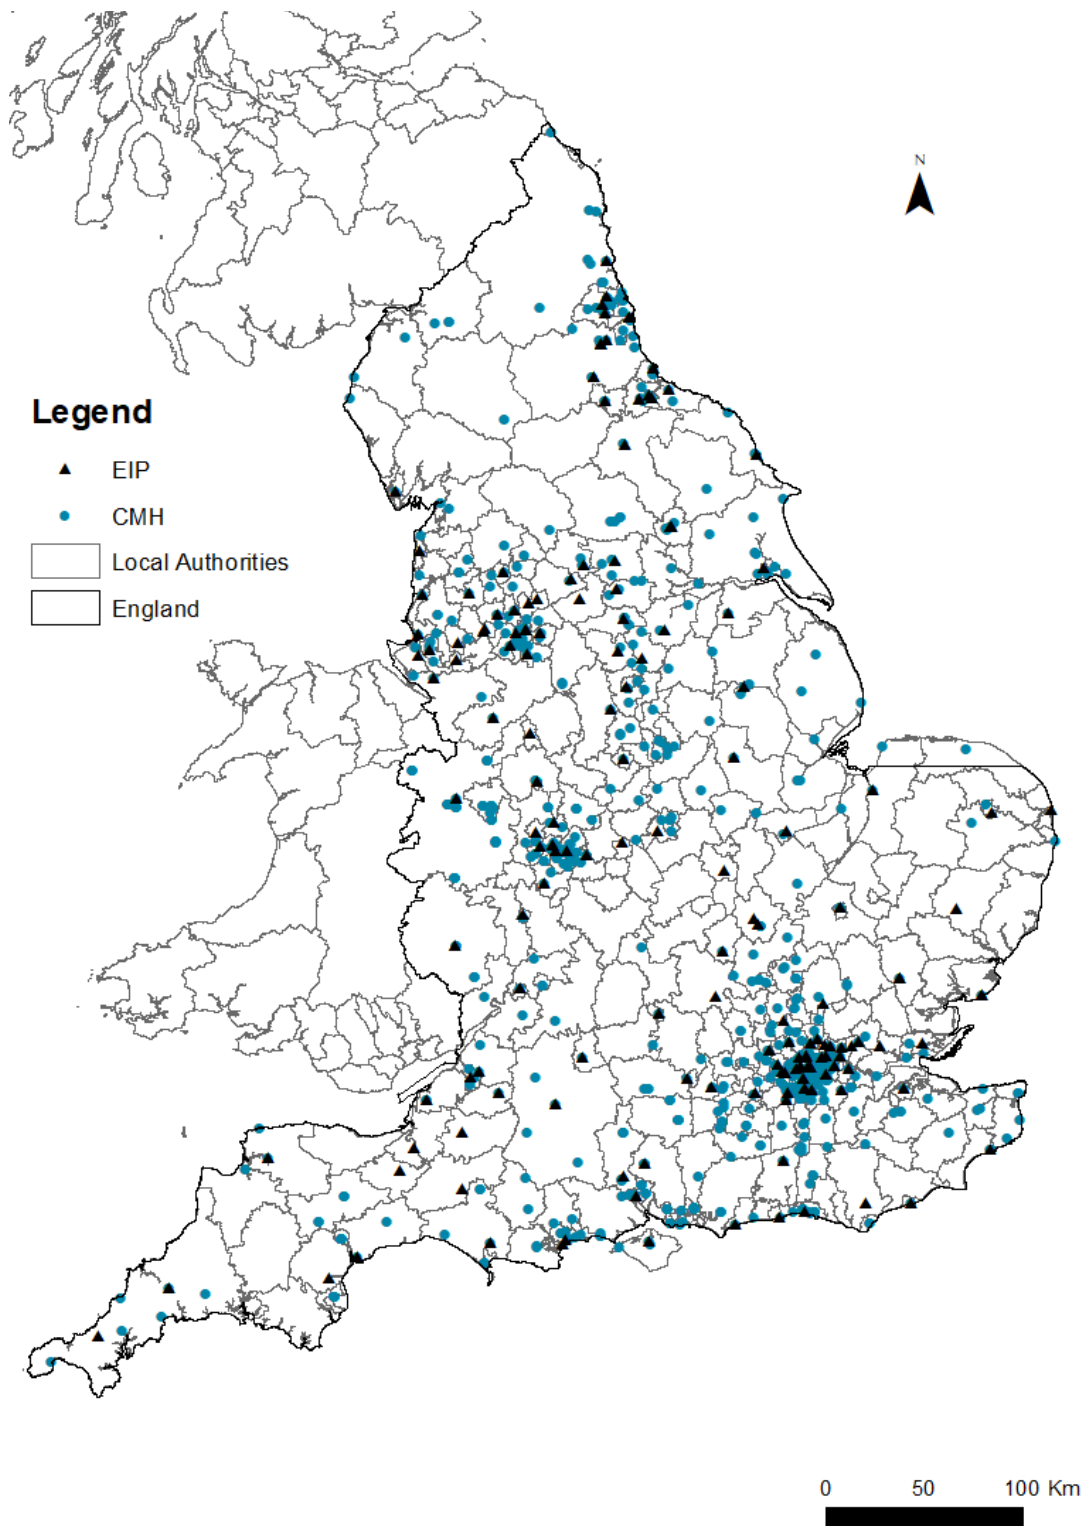 N
Legend
EIP
CMH
Local Authorities
England
0 50 100 Km